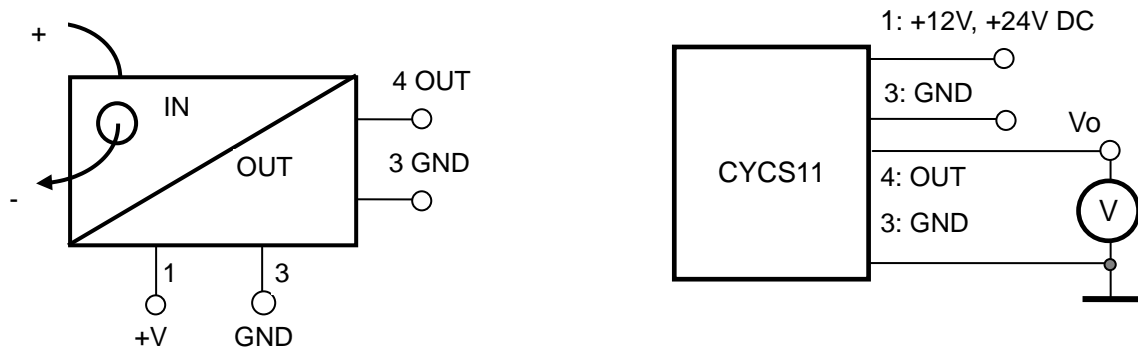 +
IN
OUT
-
4 OUT
3 GND
1
3
+V
GND
1: +12V, +24V DC
3: GND
Vo
CYCS11
4: OUT
V
3: GND